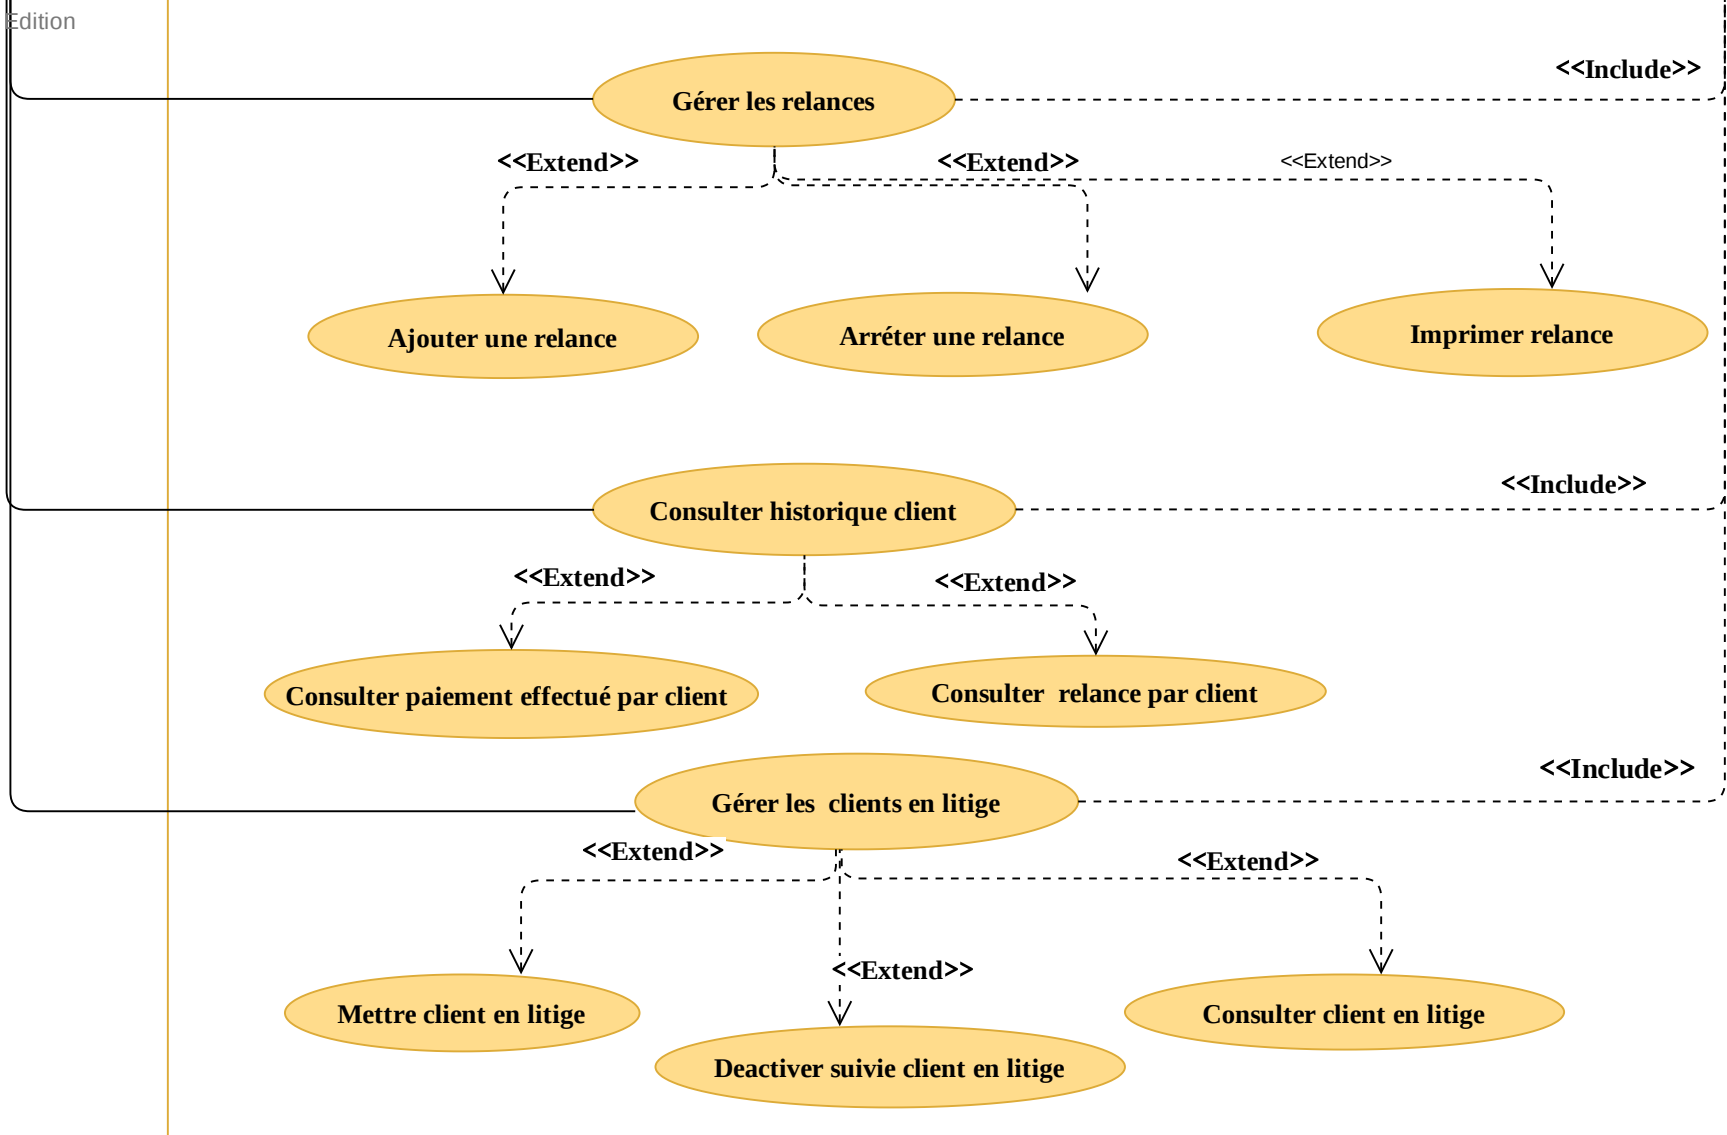 Edition
<<Include>>
Gérer les relances
<<Extend>>
<<Extend>>
<<Extend>>
Ajouter une relance
Arréter une relance
Imprimer relance
<<Include>>
Consulter historique client
<<Extend>>
<<Extend>>
Consulter paiement effectué par client
Consulter  relance par client
<<Include>>
Gérer les  clients en litige
<<Extend>>
<<Extend>>
<<Extend>>
Mettre client en litige
Consulter client en litige
Deactiver suivie client en litige